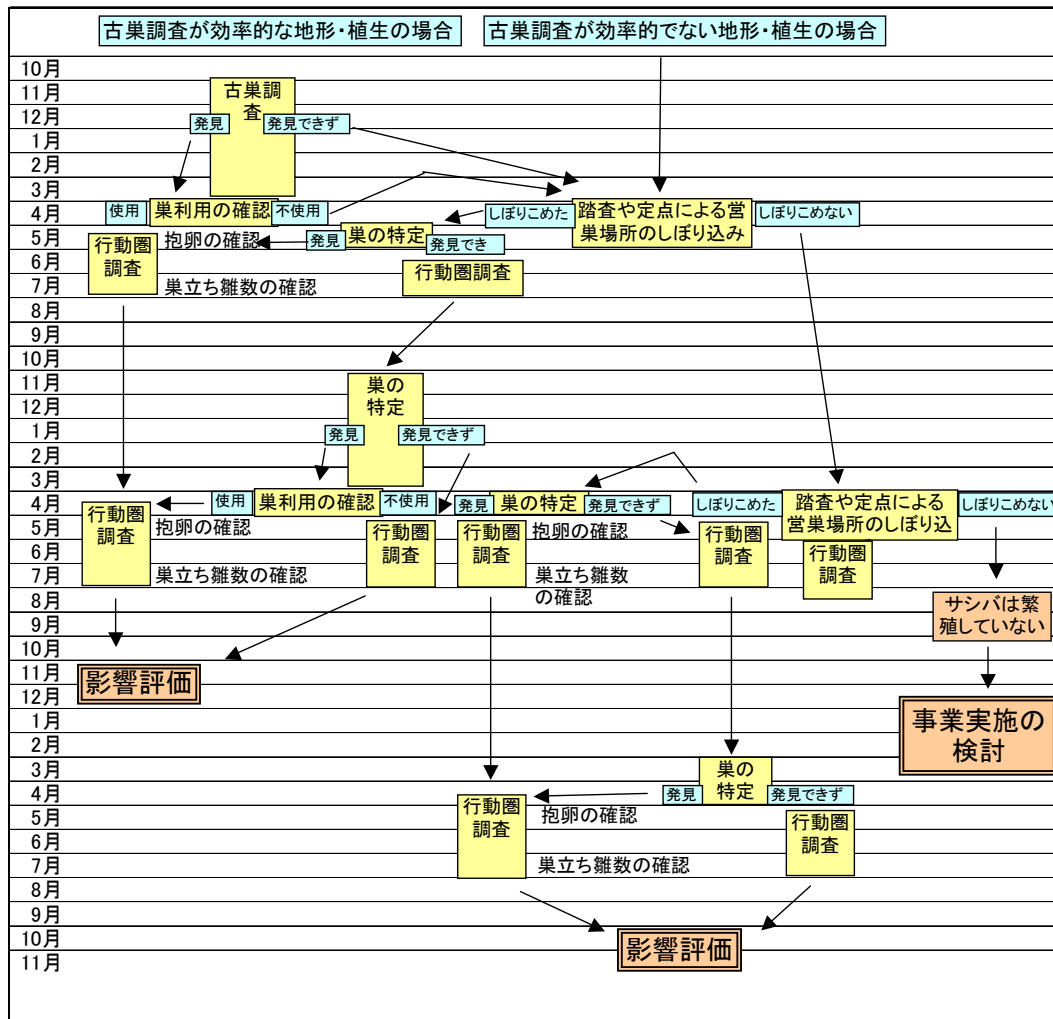 古巣調査が効率的な地形・植生の場合
古巣調査が効率的でない地形・植生の場合
10月
11月
12月
1月
2月
3月
4月
5月
6月
7月
8月
9月
10月
11月
12月
1月
2月
3月
4月
5月
6月
7月
8月
9月
10月
11月
12月
1月
2月
3月
4月
5月
6月
7月
8月
9月
10月
11月
古巣調
査
発見
発見できず
使用
巣利用の確認
不使用
しぼりこめた
踏査や定点による営
巣場所のしぼり込み
しぼりこめない
行動圏
調査
抱卵の確認
発見
巣の特定
発見でき
行動圏調査
巣立ち雛数の確認
巣の
特定
発見
発見できず
使用
巣利用の確認
不使用
発見
巣の特定
発見できず
しぼりこめた
踏査や定点による
営巣場所のしぼり込
しぼりこめない
行動圏
調査
抱卵の確認
巣立ち雛数の確認
行動圏
調査
行動圏
調査
抱卵の確認
巣立ち雛数
の確認
行動圏
調査
行動圏
調査
サシバは繁
殖していない
影響評価
事業実施の
検討
巣の
特定
発見
発見できず
行動圏
調査
抱卵の確認
巣立ち雛数の確認
行動圏
調査
影響評価